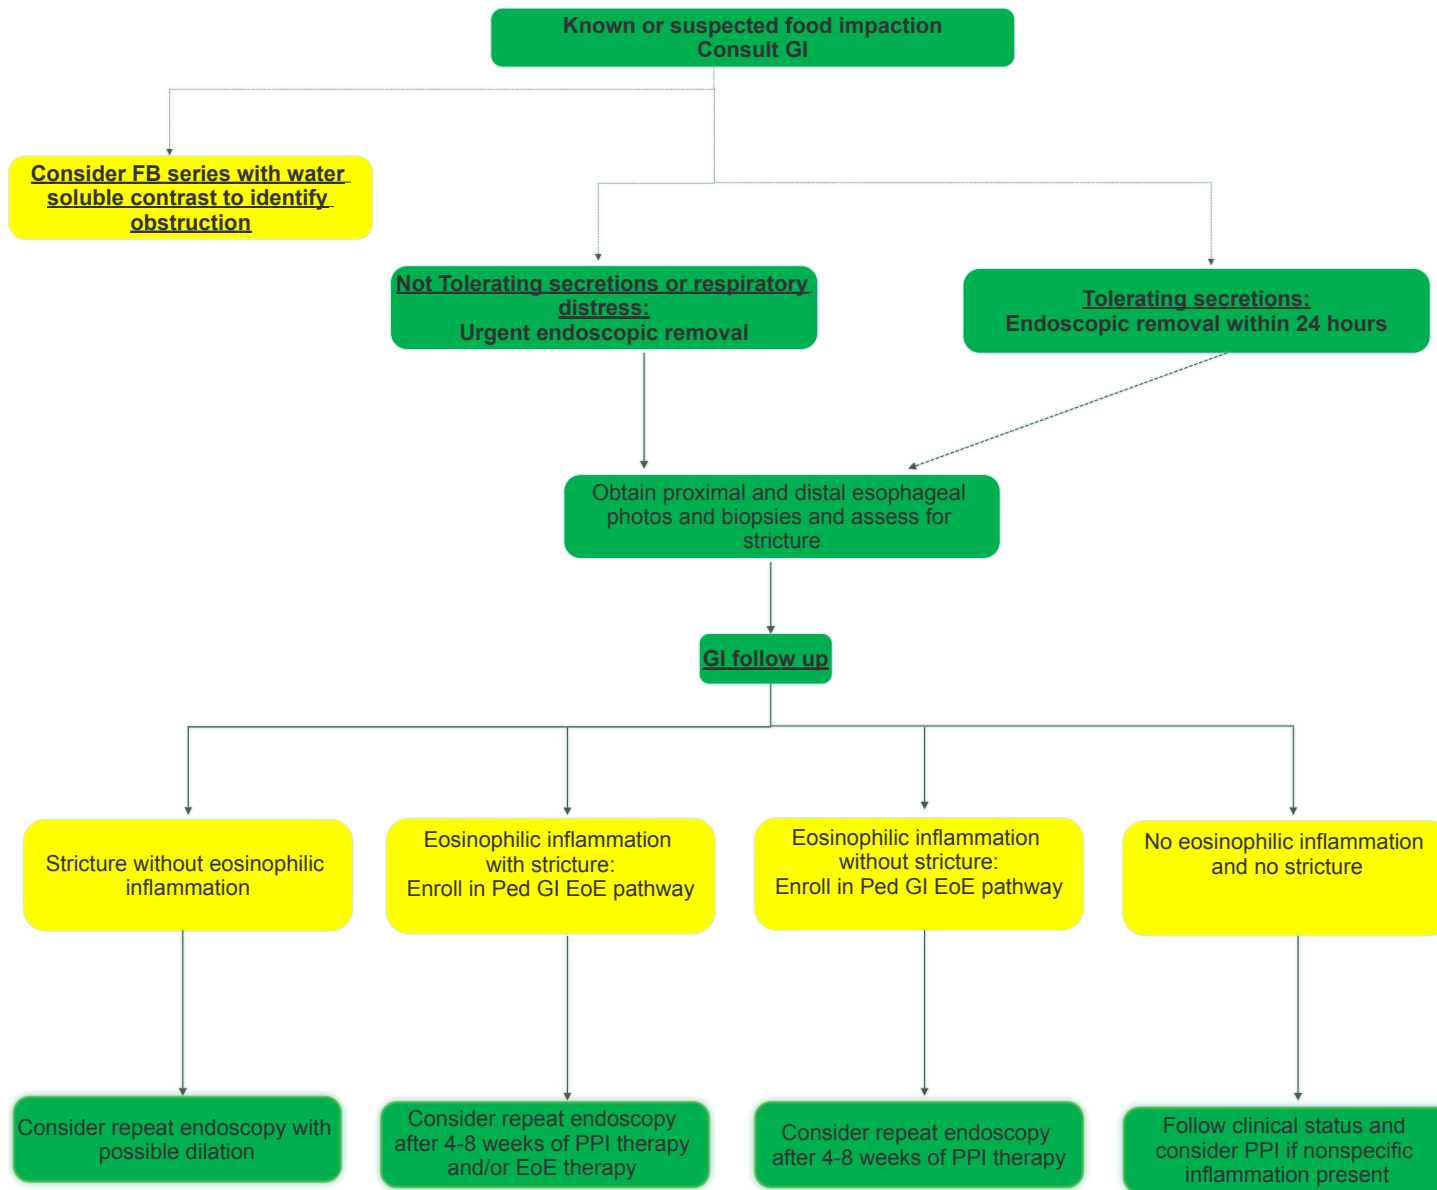 Known or suspected food impaction
Consult GI
Consider FB series with water
soluble contrast to identify
obstruction
Not Tolerating secretions or respiratory
distress:
Urgent endoscopic removal
Tolerating secretions:
Endoscopic removal within 24 hours
Obtain proximal and distal esophageal
photos and biopsies and assess for
stricture
GI follow up
Stricture without eosinophilic
inflammation
Eosinophilic inflammation
with stricture:
Enroll in Ped GI EoE pathway
Eosinophilic inflammation
without stricture:
Enroll in Ped GI EoE pathway
No eosinophilic inflammation
and no stricture
Consider repeat endoscopy with
possible dilation
Consider repeat endoscopy
after 4-8 weeks of PPI therapy
and/or EoE therapy
Consider repeat endoscopy
after 4-8 weeks of PPI therapy
Follow clinical status and
consider PPI if nonspecific
inflammation present